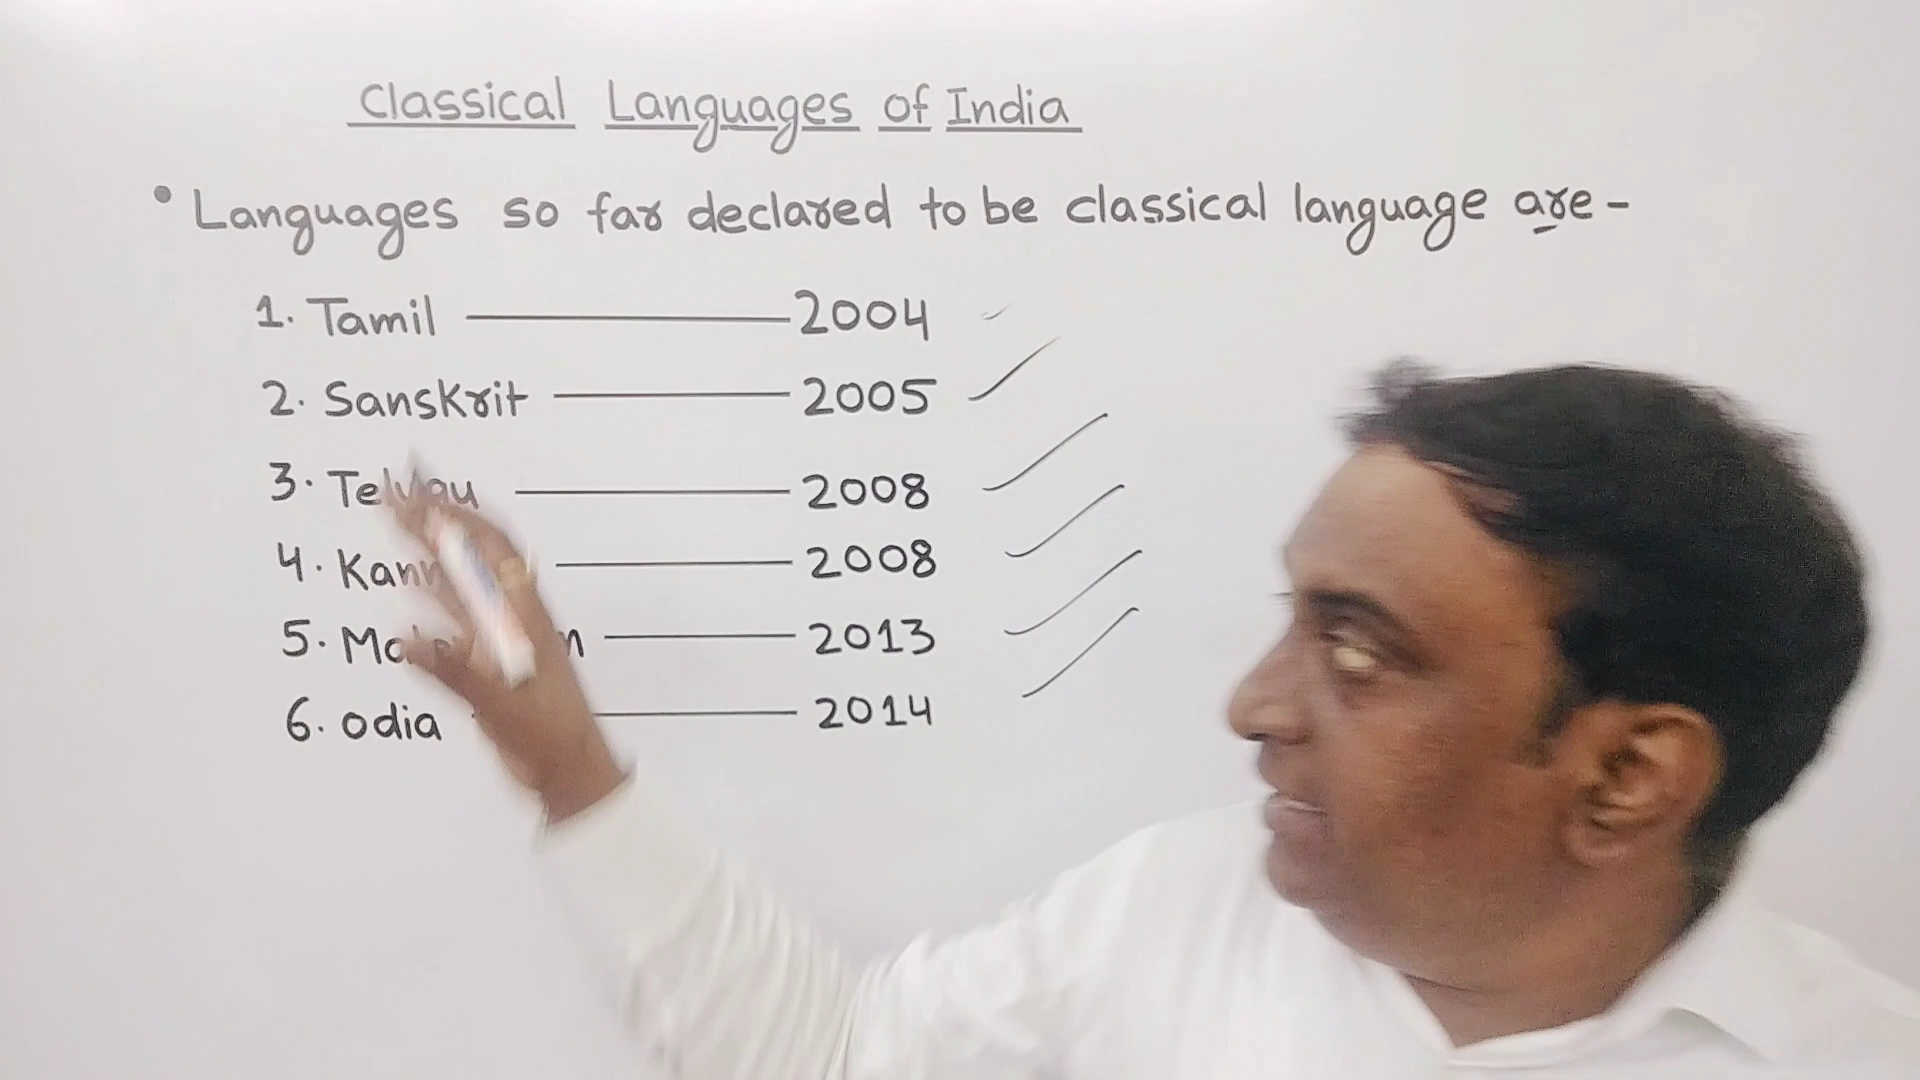 Classical Languages of India
• Languages so far declared to be classical language are -
1. Tamil 2004
2. Sanskrit 2005
3. Telugu 2008
4. 2008
5. 2013
6. odia 2014